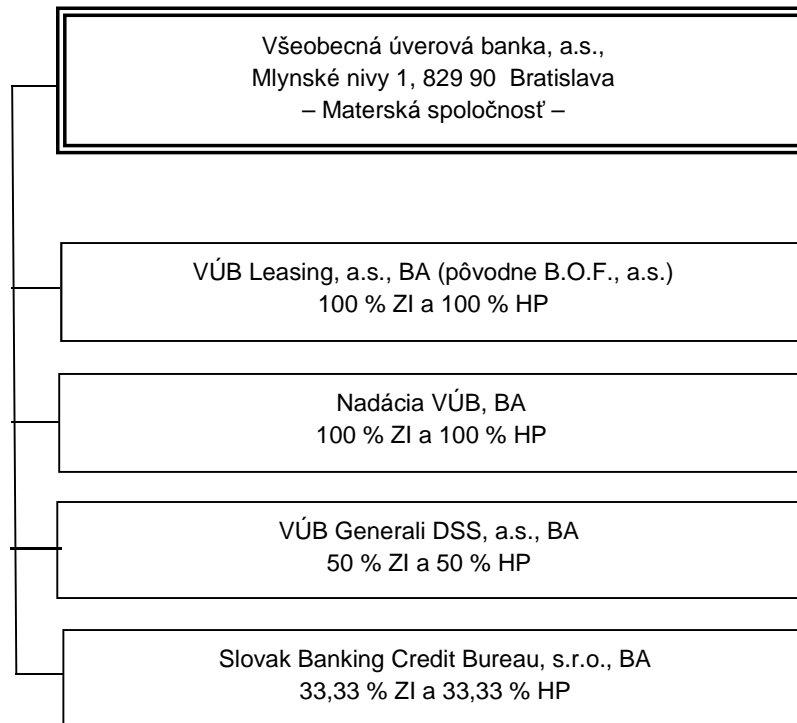 Všeobecná úverová banka, a.s.,
Mlynské nivy 1, 829 90  Bratislava
– Materská spoločnosť –
VÚB Leasing, a.s., BA (pôvodne B.O.F., a.s.)
100 % ZI a 100 % HP
Nadácia VÚB, BA
100 % ZI a 100 % HP
VÚB Generali DSS, a.s., BA
50 % ZI a 50 % HP
Slovak Banking Credit Bureau, s.r.o., BA
33,33 % ZI a 33,33 % HP